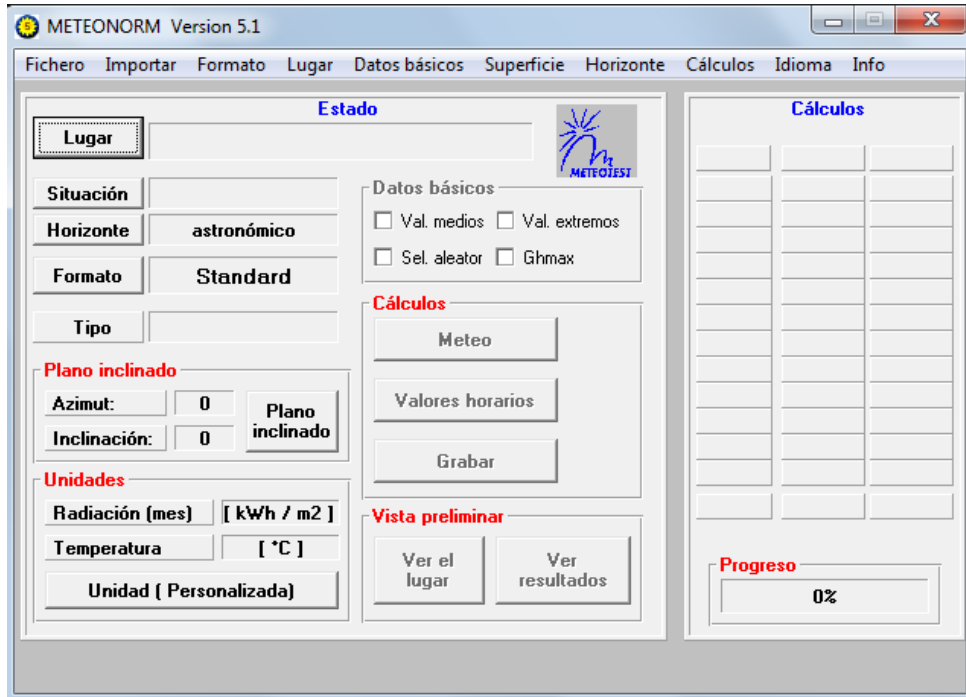 METEONORM Version 5.1
Fichero Importar Formato Lugar Datos básicos Superficie Horizonte Cálculos Idioma Info
Estado
Lugar
METEOTEST
Situación
Horizonte astronómico
Formato Standard
Tipo
Plano inclinado
Azimut: 0
Inclinación: 0
Plano
inclinado
Unidades
Radiación (mes) [ kWh / m2 ]
Temperatura [ °C ]
Unidad ( Personalizada)
Datos básicos
Val. medios Val. extremos
Sel. aleator Ghmax
Cálculos
Meteo
Valores horarios
Grabar
Vista preliminar
Ver el
lugar
Ver
resultados
Cálculos
Progreso
0%